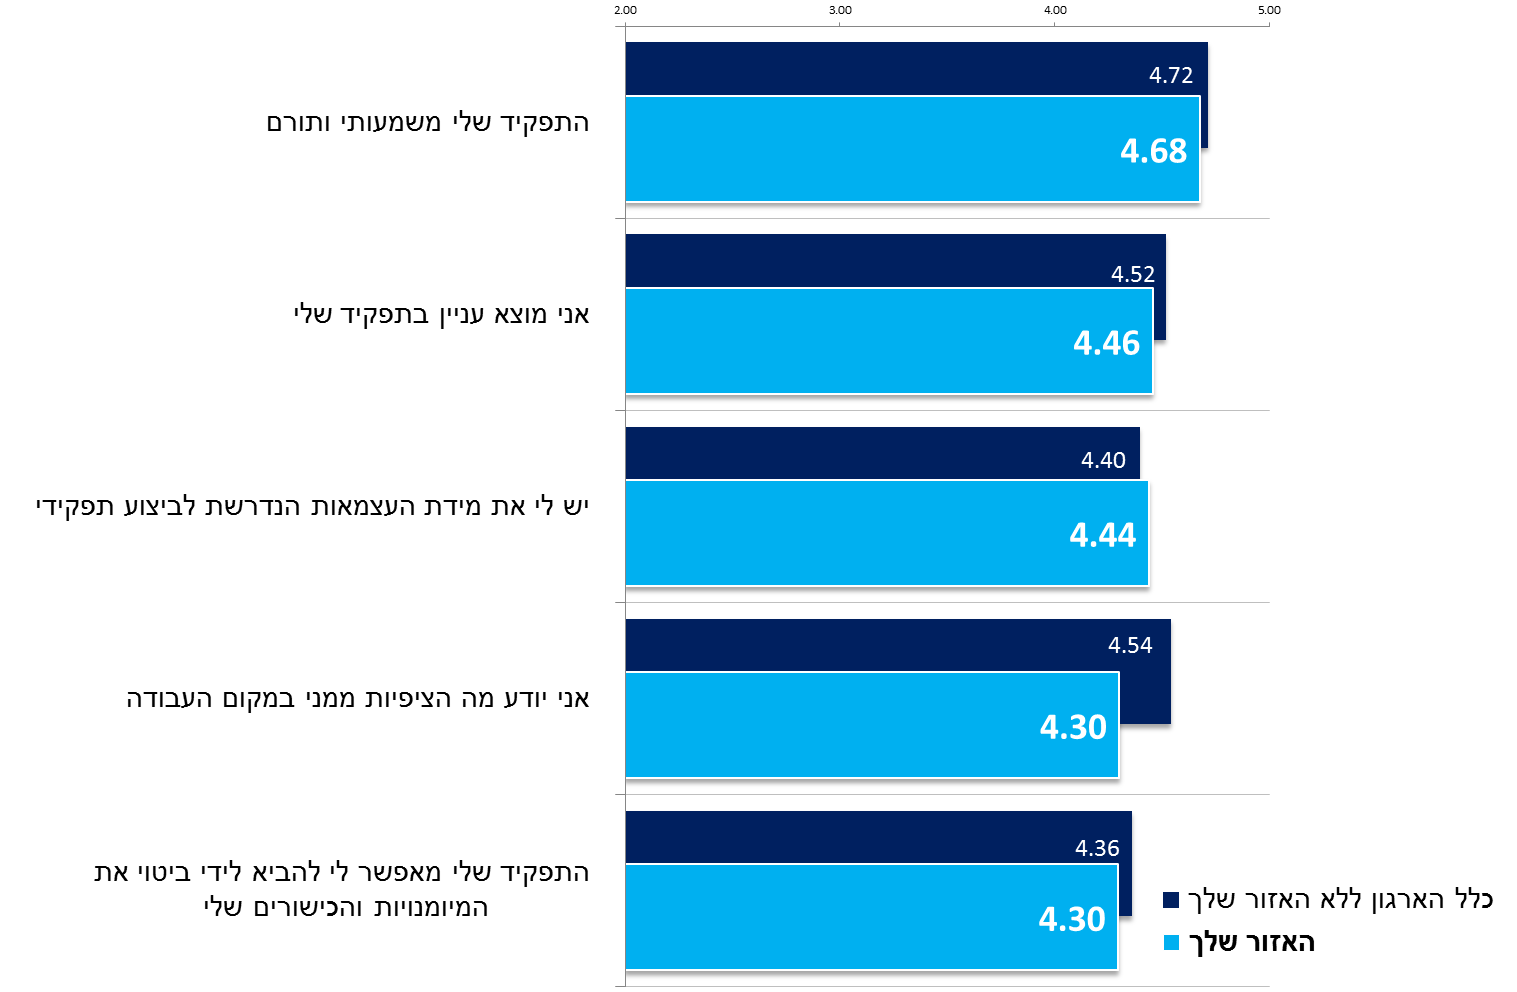 2.00 3.00 4.00 5.00
4.72
התפקיד שלי משמעותי ותורם
4.68
4.52
אני מוצא עניין בתפקיד שלי
4.46
4.40
יש לי את מידת העצמאות הנדרשת לביצוע תפקידי
4.44
4.54
אני יודע מה הציפיות ממני במקום העבודה
4.30
4.36
התפקיד שלי מאפשר לי להביא לידי ביטוי את
המיומנויות והכישורים שלי
4.30
כלל הארגון ללא האזור שלך
האזור שלך